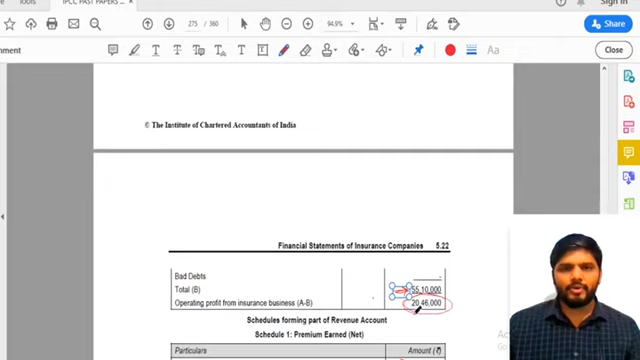 Tools
IPCC PAST PAPERS ...
Sign In
275 / 360
94.9%
Share
mment
T
Aa
Close
© The Institute of Chartered Accountants of India
Financial Statements of Insurance Companies 5.22
Bad Debts -
Total (B) 55,10,000
Operating profit from insurance business (A-B) 20,46,000
Schedules forming part of Revenue Account
Schedule 1: Premium Earned (Net)
Particulars Amount (₹)